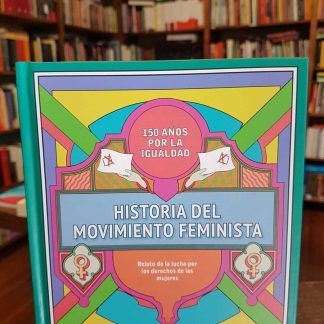 150 AÑOS
POR LA
IGUALDAD
HISTORIA DEL
MOVIMIENTO FEMINISTA
Relato de la lucha por
los derechos de las
mujeres